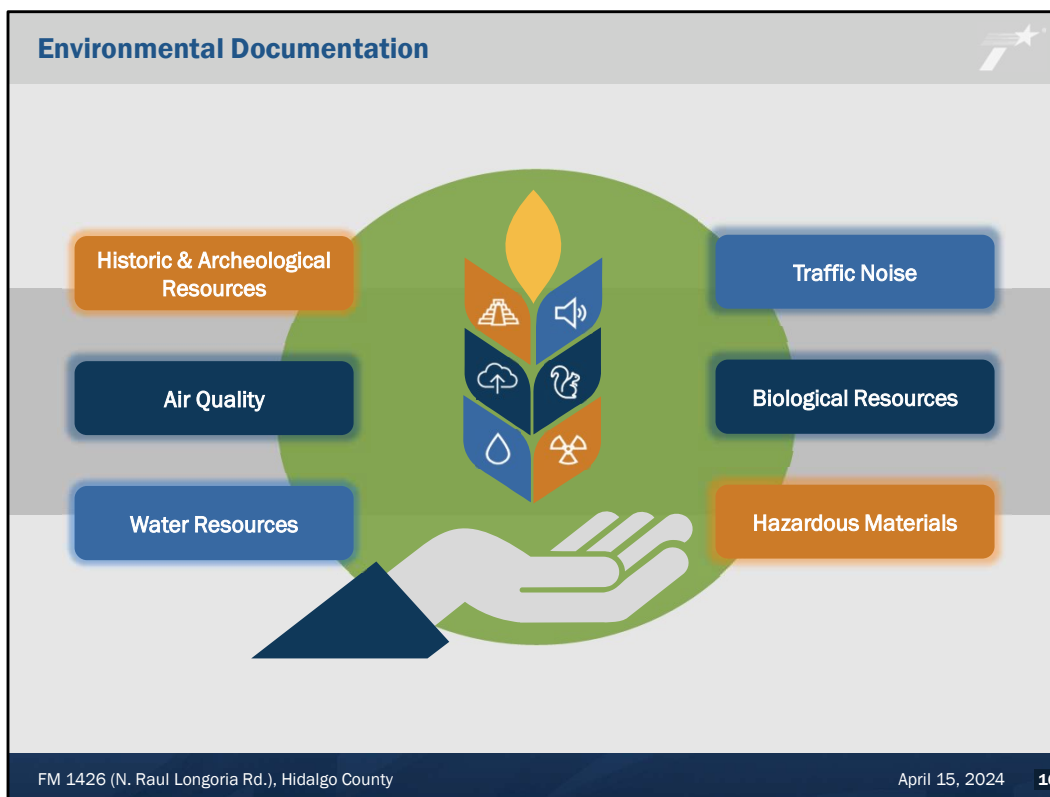 Environmental Documentation
Historic & Archeological
Resources
Traffic Noise
Air Quality
Biological Resources
Water Resources
Hazardous Materials
FM 1426 (N. Raul Longoria Rd.), Hidalgo County
April 15, 2024